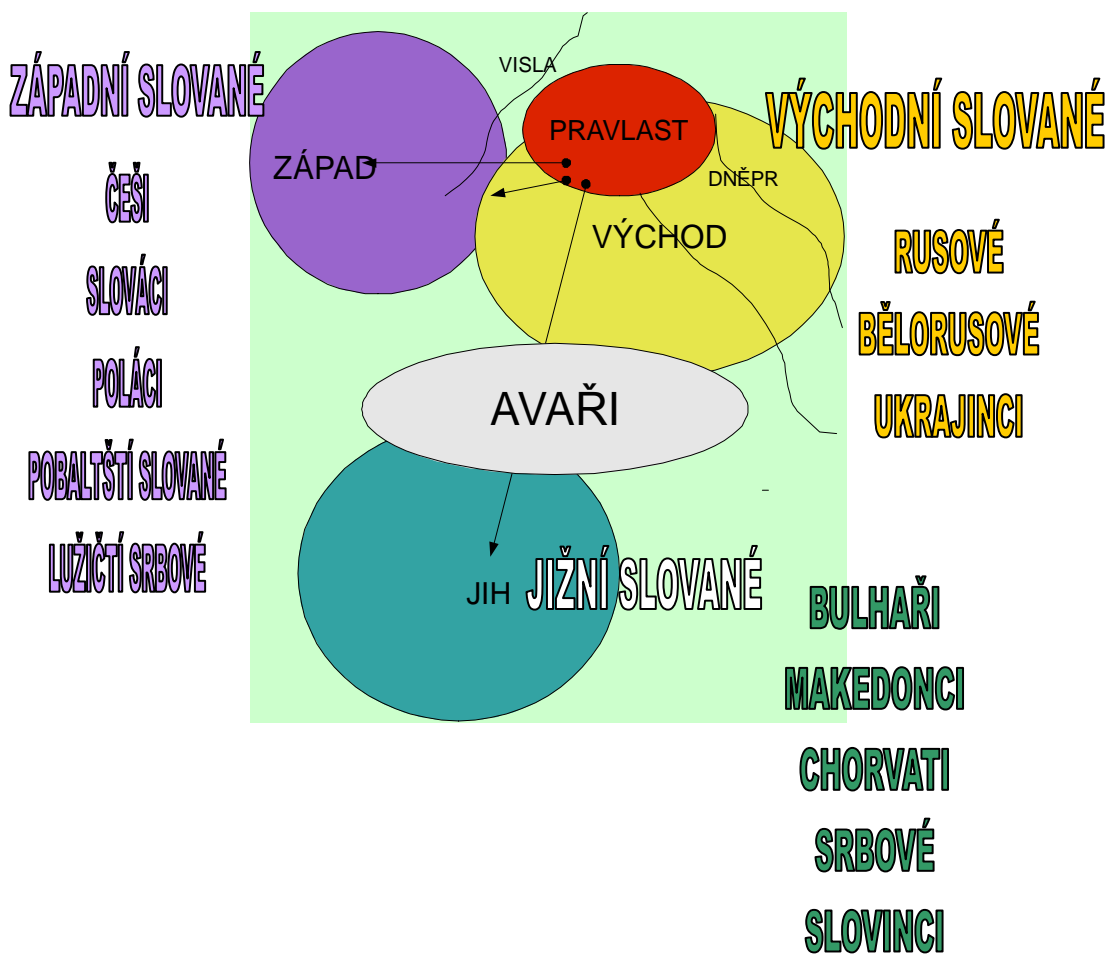 ZÁPADNÍ SLOVANÉ
ČEŠI
SLOVÁCI
POLÁCI
POBALTŠTÍ SLOVANÉ
LUŽIČTÍ SRBOVÉ
VISLA
PRAVLAST
ZÁPAD
DNĚPR
VÝCHOD
AVAŘI
JIH
JIŽNÍ SLOVANÉ
VÝCHODNÍ SLOVANÉ
RUSOVÉ
BĚLORUSOVÉ
UKRAJINCI
BULHAŘI
MAKEDONCI
CHORVATI
SRBOVÉ
SLOVINCI